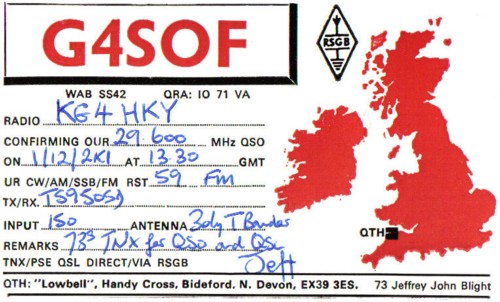 G4SOF
RSGB
WAB SS42 QRA: IO 71 VA
RADIO KG4HKY
CONFIRMING OUR 29.600 MHz QSO
ON 1/12/2K1 AT 13.30 GMT
UR CW/AM/SSB/FM RST 59 FM
TX/RX. TS950SD
INPUT 150 ANTENNA 3ely TBander
REMARKS 73s TNX for QSO and QSL
TNX/PSE QSL DIRECT/VIA RSGB Jeff
QTH
QTH: "Lowbell", Handy Cross, Bideford, N. Devon, EX39 3ES. 73 Jeffrey John Blight